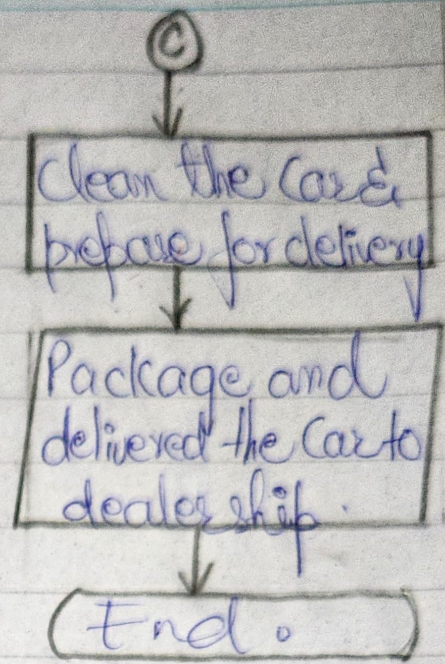 C
Clean the Car &
prepare for delivery
Package and
delivered the Car to
dealership.
End.